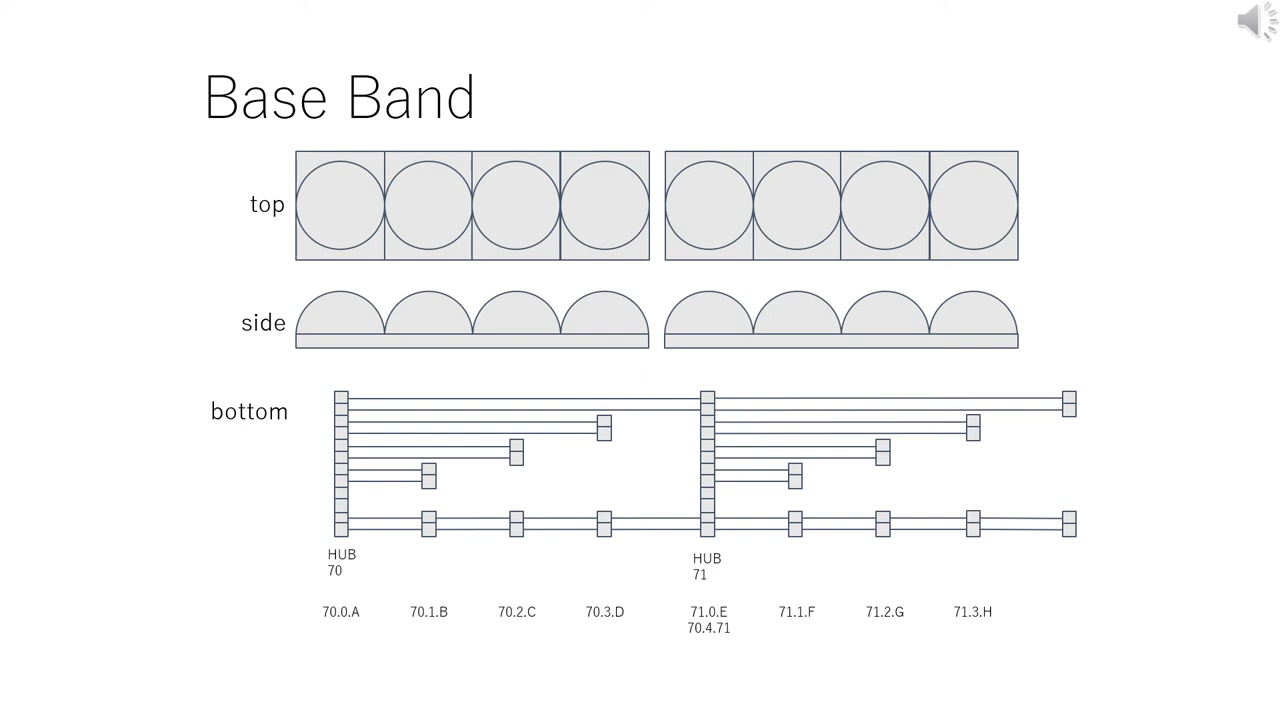 Base Band
top
side
bottom
HUB
70
HUB
71
70.0.A 70.1.B 70.2.C 70.3.D 71.0.E 71.1.F 71.2.G 71.3.H
70.4.71